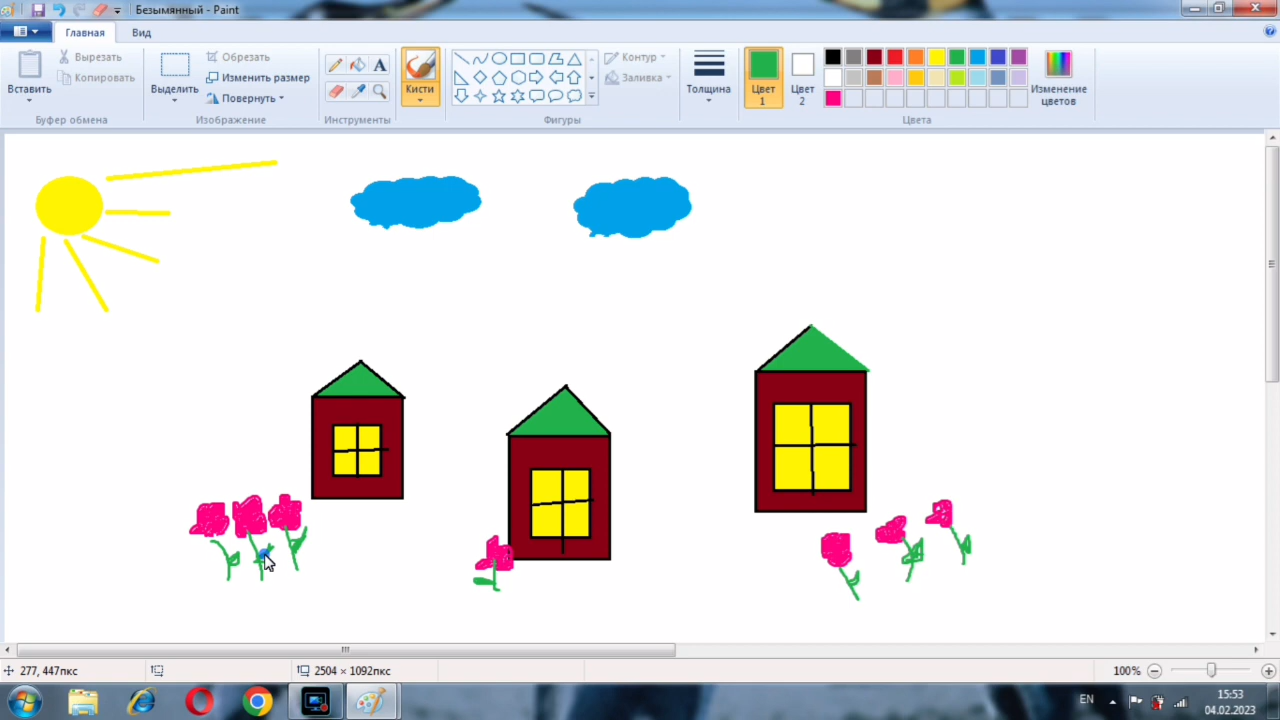 Безымянный - Paint
Главная Вид
Вставить
Вырезать
Копировать
Буфер обмена
Выделить
Обрезать
Изменить размер
Повернуть
Изображение
A
Инструменты
Кисти
Контур
Заливка
Фигуры
Толщина
Цвет 1
Цвет 2
Изменение цветов
Цвета
277, 447пкс
2504 × 1092пкс
100%
EN
15:53
04.02.2023